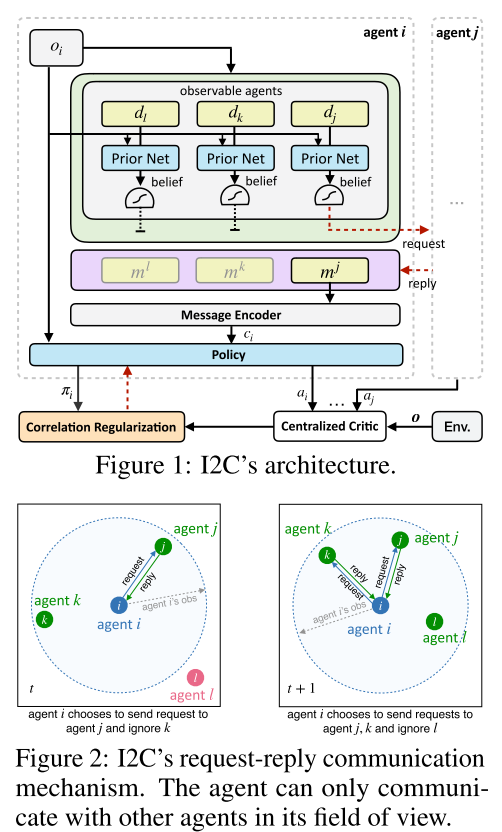 agent i
agent j
o_i
observable agents
d_l
d_k
d_j
Prior Net
Prior Net
Prior Net
belief
belief
belief
...
request
reply
m^l
m^k
m^j
Message Encoder
c_i
Policy
π_i
a_i
...
a_j
o
Correlation Regularization
Centralized Critic
Env.
Figure 1: I2C's architecture.
agent j
j
request
reply
agent k
k
i
agent i's obs
agent i
l
t
agent l
agent i chooses to send request to
agent j and ignore k
agent k
k
j
agent j
reply
request
request
reply
agent i's obs
i
agent i
l
agent l
t + 1
agent i chooses to send requests to
agent j, k and ignore l
Figure 2: I2C's request-reply communication
mechanism. The agent can only communi-
cate with other agents in its field of view.